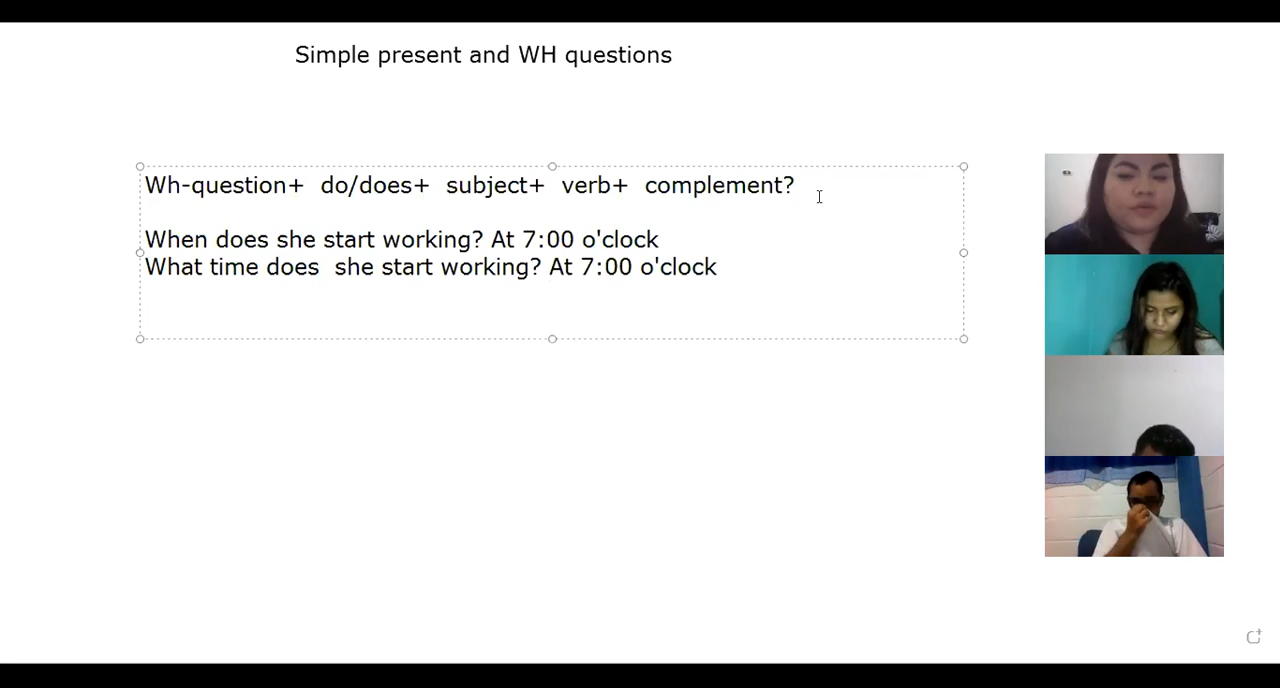 Simple present and WH questions
Wh-question+ do/does+ subject+ verb+ complement?
When does she start working? At 7:00 o'clock
What time does she start working? At 7:00 o'clock